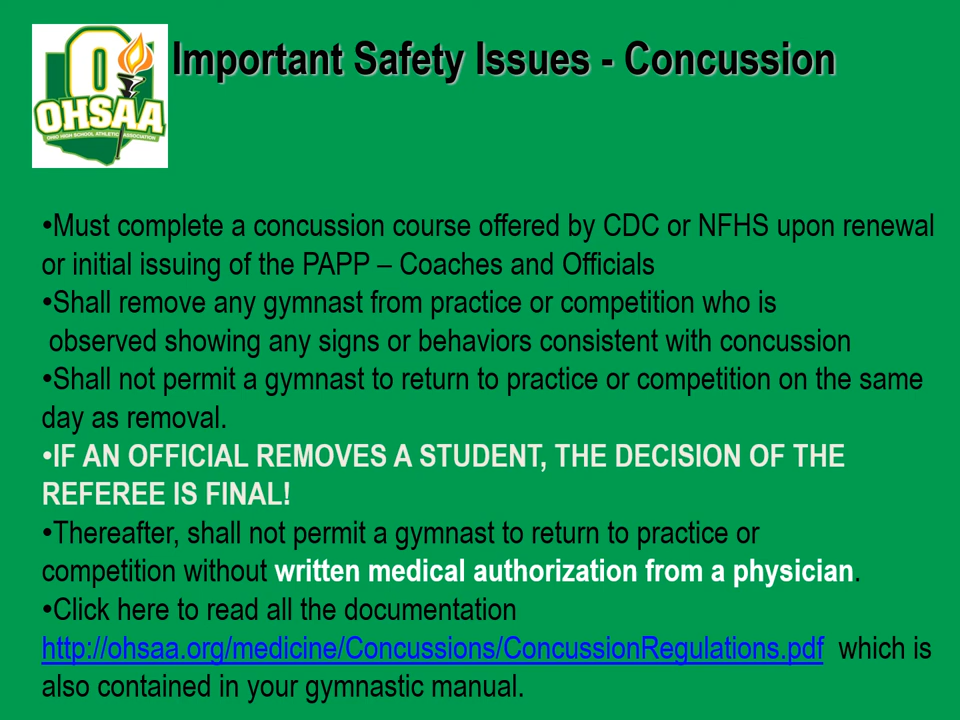 Important Safety Issues - Concussion
OHSAA
OHIO HIGH SCHOOL ATHLETIC ASSOCIATION
•Must complete a concussion course offered by CDC or NFHS upon renewal
or initial issuing of the PAPP – Coaches and Officials
•Shall remove any gymnast from practice or competition who is
observed showing any signs or behaviors consistent with concussion
•Shall not permit a gymnast to return to practice or competition on the same
day as removal.
•IF AN OFFICIAL REMOVES A STUDENT, THE DECISION OF THE
REFEREE IS FINAL!
•Thereafter, shall not permit a gymnast to return to practice or
competition without written medical authorization from a physician.
•Click here to read all the documentation
http://ohsaa.org/medicine/Concussions/ConcussionRegulations.pdf which is
also contained in your gymnastic manual.